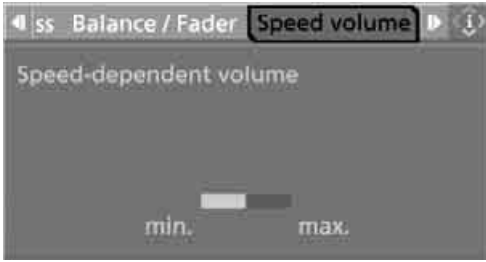 ss Balance / Fader Speed volume i
Speed-dependent volume
min. max.